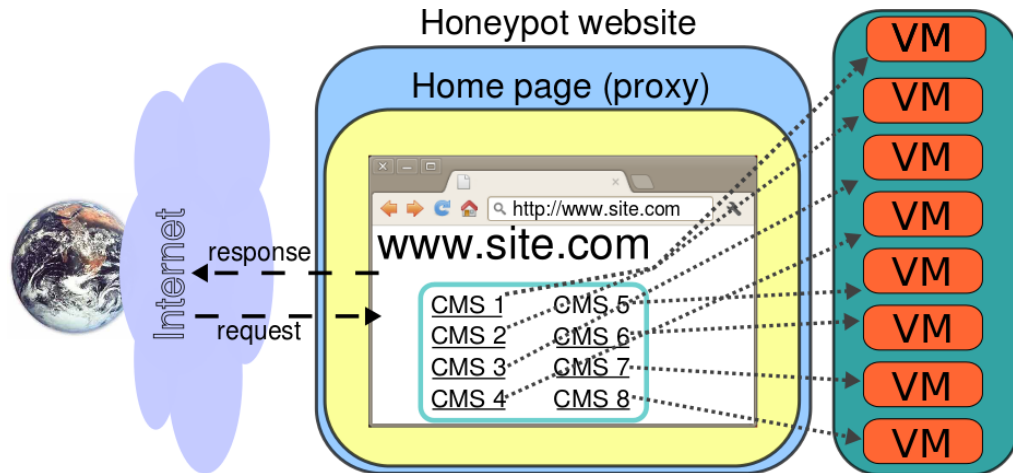 Honeypot website
Home page (proxy)
http://www.site.com
www.site.com
Internet
response
request
CMS 1
CMS 2
CMS 3
CMS 4
CMS 5
CMS 6
CMS 7
CMS 8
VM
VM
VM
VM
VM
VM
VM
VM